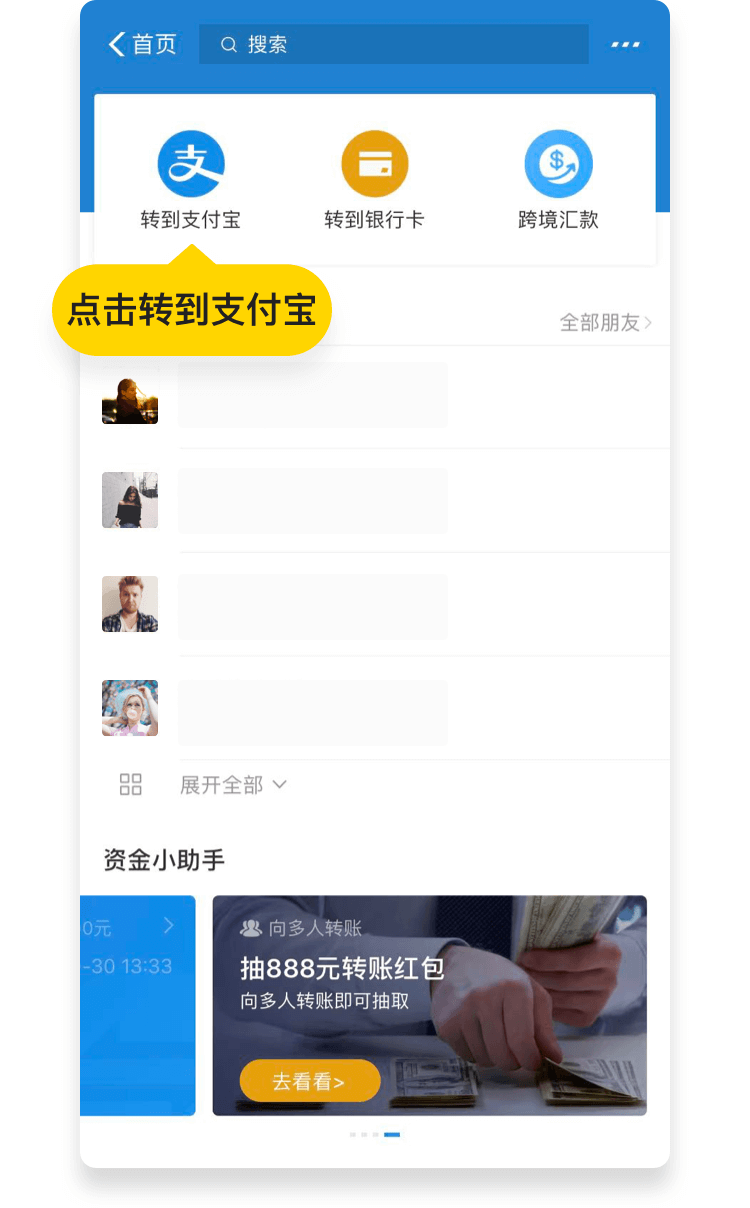 首页
搜索
转到支付宝
转到银行卡
跨境汇款
点击转到支付宝
全部朋友
展开全部
资金小助手
0元
-30 13:33
向多人转账
抽888元转账红包
向多人转账即可抽取
去看看>